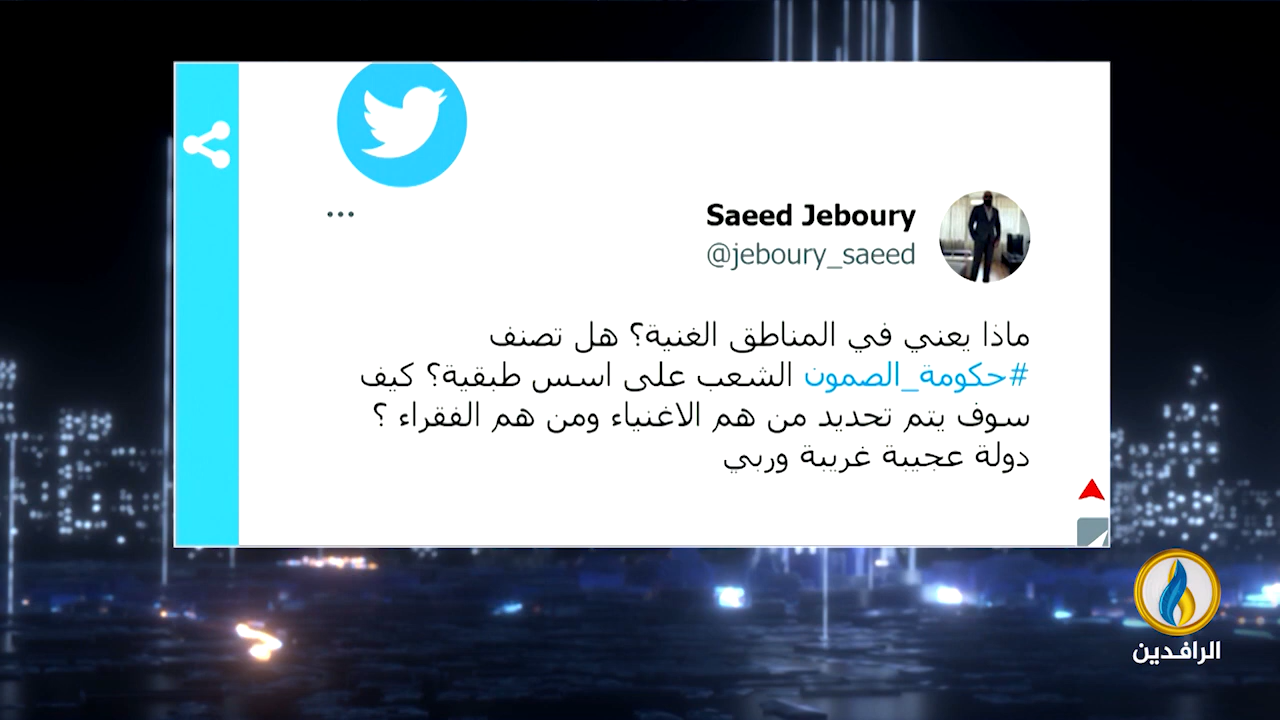 Saeed Jeboury
@jeboury_saeed
ماذا يعني في المناطق الغنية؟ هل تصنف
#حكومة_الصمون الشعب على اسس طبقية؟ كيف
سوف يتم تحديد من هم الاغنياء ومن هم الفقراء ؟
دولة عجيبة غريبة وربي
الرافدين